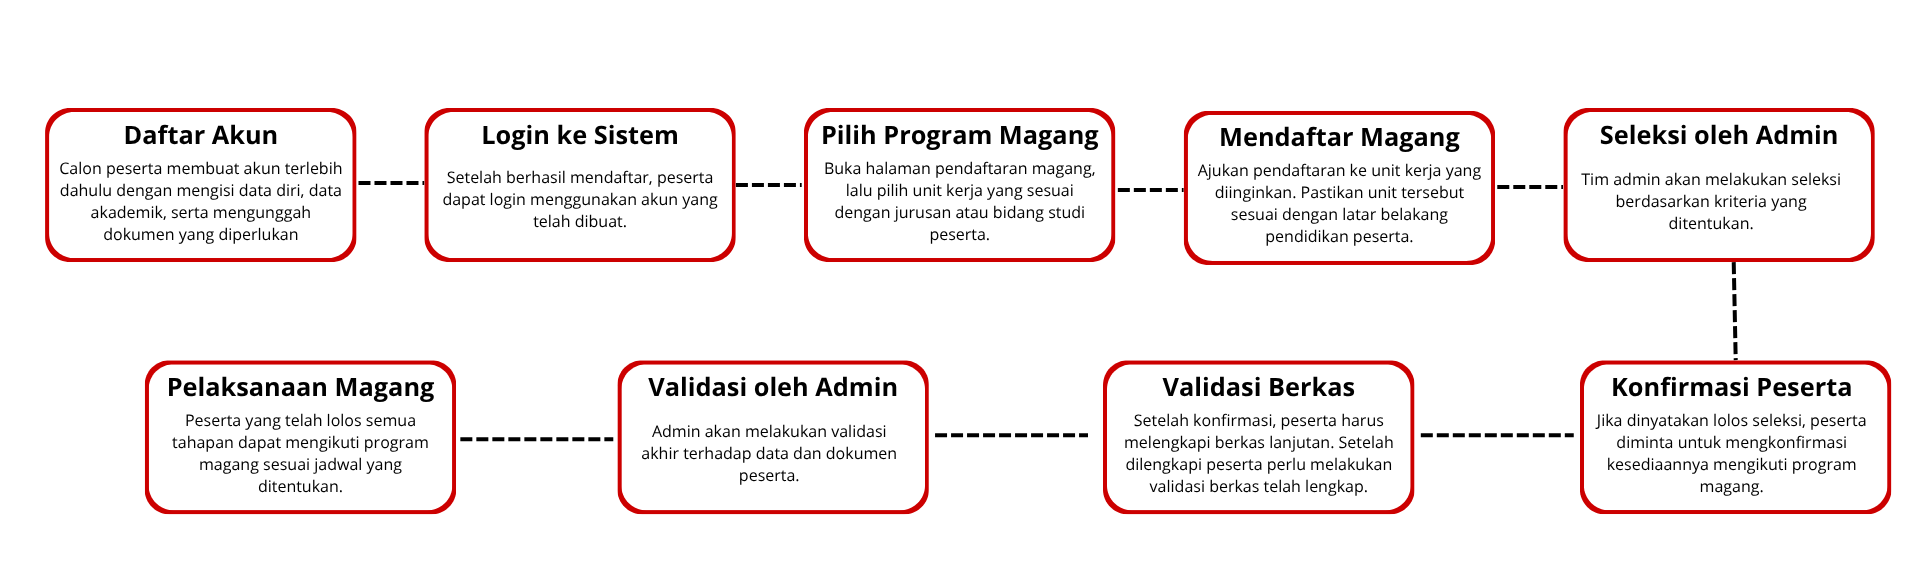 Daftar Akun
Calon peserta membuat akun terlebih
dahulu dengan mengisi data diri, data
akademik, serta mengunggah
dokumen yang diperlukan
Login ke Sistem
Setelah berhasil mendaftar, peserta
dapat login menggunakan akun yang
telah dibuat.
Pilih Program Magang
Buka halaman pendaftaran magang,
lalu pilih unit kerja yang sesuai
dengan jurusan atau bidang studi
peserta.
Mendaftar Magang
Ajukan pendaftaran ke unit kerja yang
diinginkan. Pastikan unit tersebut
sesuai dengan latar belakang
pendidikan peserta.
Seleksi oleh Admin
Tim admin akan melakukan seleksi
berdasarkan kriteria yang
ditentukan.
Konfirmasi Peserta
Jika dinyatakan lolos seleksi, peserta
diminta untuk mengkonfirmasi
kesediaannya mengikuti program
magang.
Validasi Berkas
Setelah konfirmasi, peserta harus
melengkapi berkas lanjutan. Setelah
dilengkapi peserta perlu melakukan
validasi berkas telah lengkap.
Validasi oleh Admin
Admin akan melakukan validasi
akhir terhadap data dan dokumen
peserta.
Pelaksanaan Magang
Peserta yang telah lolos semua
tahapan dapat mengikuti program
magang sesuai jadwal yang
ditentukan.